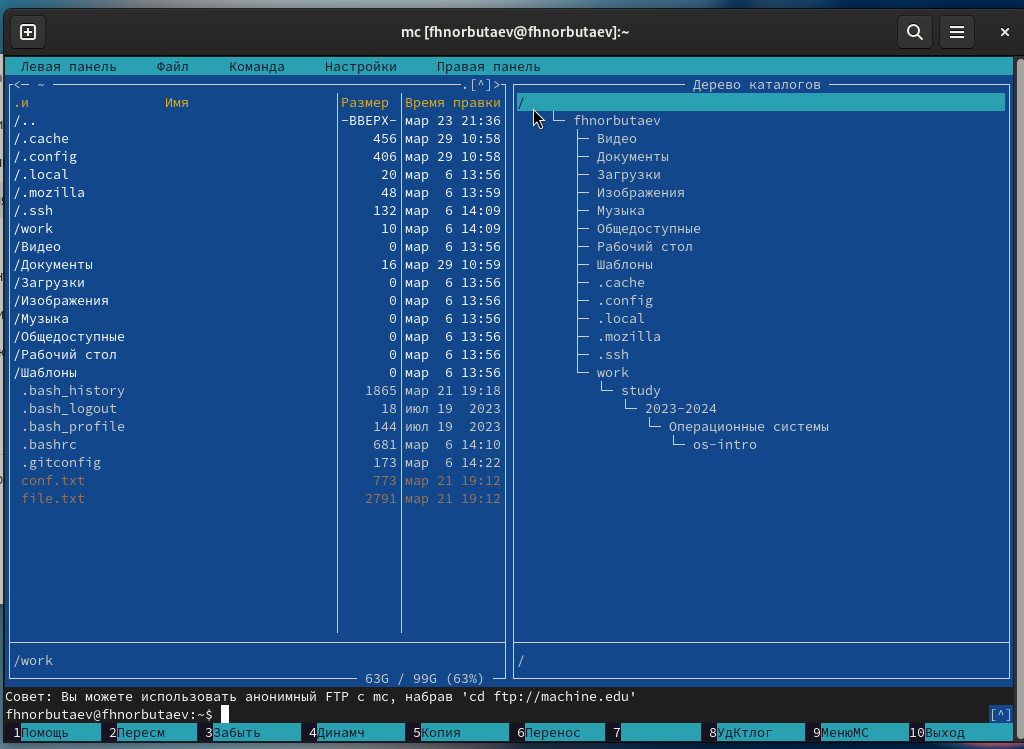 mc [fhnorbutaev@fhnorbutaev]:~
Левая панель Файл Команда Настройки Правая панель
<─ ~ .[^]> Дерево каталогов
.и Имя Размер Время правки /
/.. -ВВЕРХ- мар 23 21:36 fhnorbutaev
/.cache 456 мар 29 10:58 Видео
/.config 406 мар 29 10:58 Документы
/.local 20 мар 6 13:56 Загрузки
/.mozilla 48 мар 6 13:59 Изображения
/.ssh 132 мар 6 14:09 Музыка
/work 10 мар 6 14:09 Общедоступные
/Видео 0 мар 6 13:56 Рабочий стол
/Документы 16 мар 29 10:59 Шаблоны
/Загрузки 0 мар 6 13:56 .cache
/Изображения 0 мар 6 13:56 .config
/Музыка 0 мар 6 13:56 .local
/Общедоступные 0 мар 6 13:56 .mozilla
/Рабочий стол 0 мар 6 13:56 .ssh
/Шаблоны 0 мар 6 13:56 work
.bash_history 1865 мар 21 19:18 study
.bash_logout 18 июл 19 2023 2023-2024
.bash_profile 144 июл 19 2023 Операционные системы
.bashrc 681 мар 6 14:10 os-intro
.gitconfig 173 мар 6 14:22
conf.txt 773 мар 21 19:12
file.txt 2791 мар 21 19:12
/work /
63G / 99G (63%)
Совет: Вы можете использовать анонимный FTP с mc, набрав 'cd ftp://machine.edu'
fhnorbutaev@fhnorbutaev:~$ [^]
1Помощь 2Пересм 3Забыть 4Динамч 5Копия 6Перенос 7 8УдКтлог 9МенюMC 10Выход